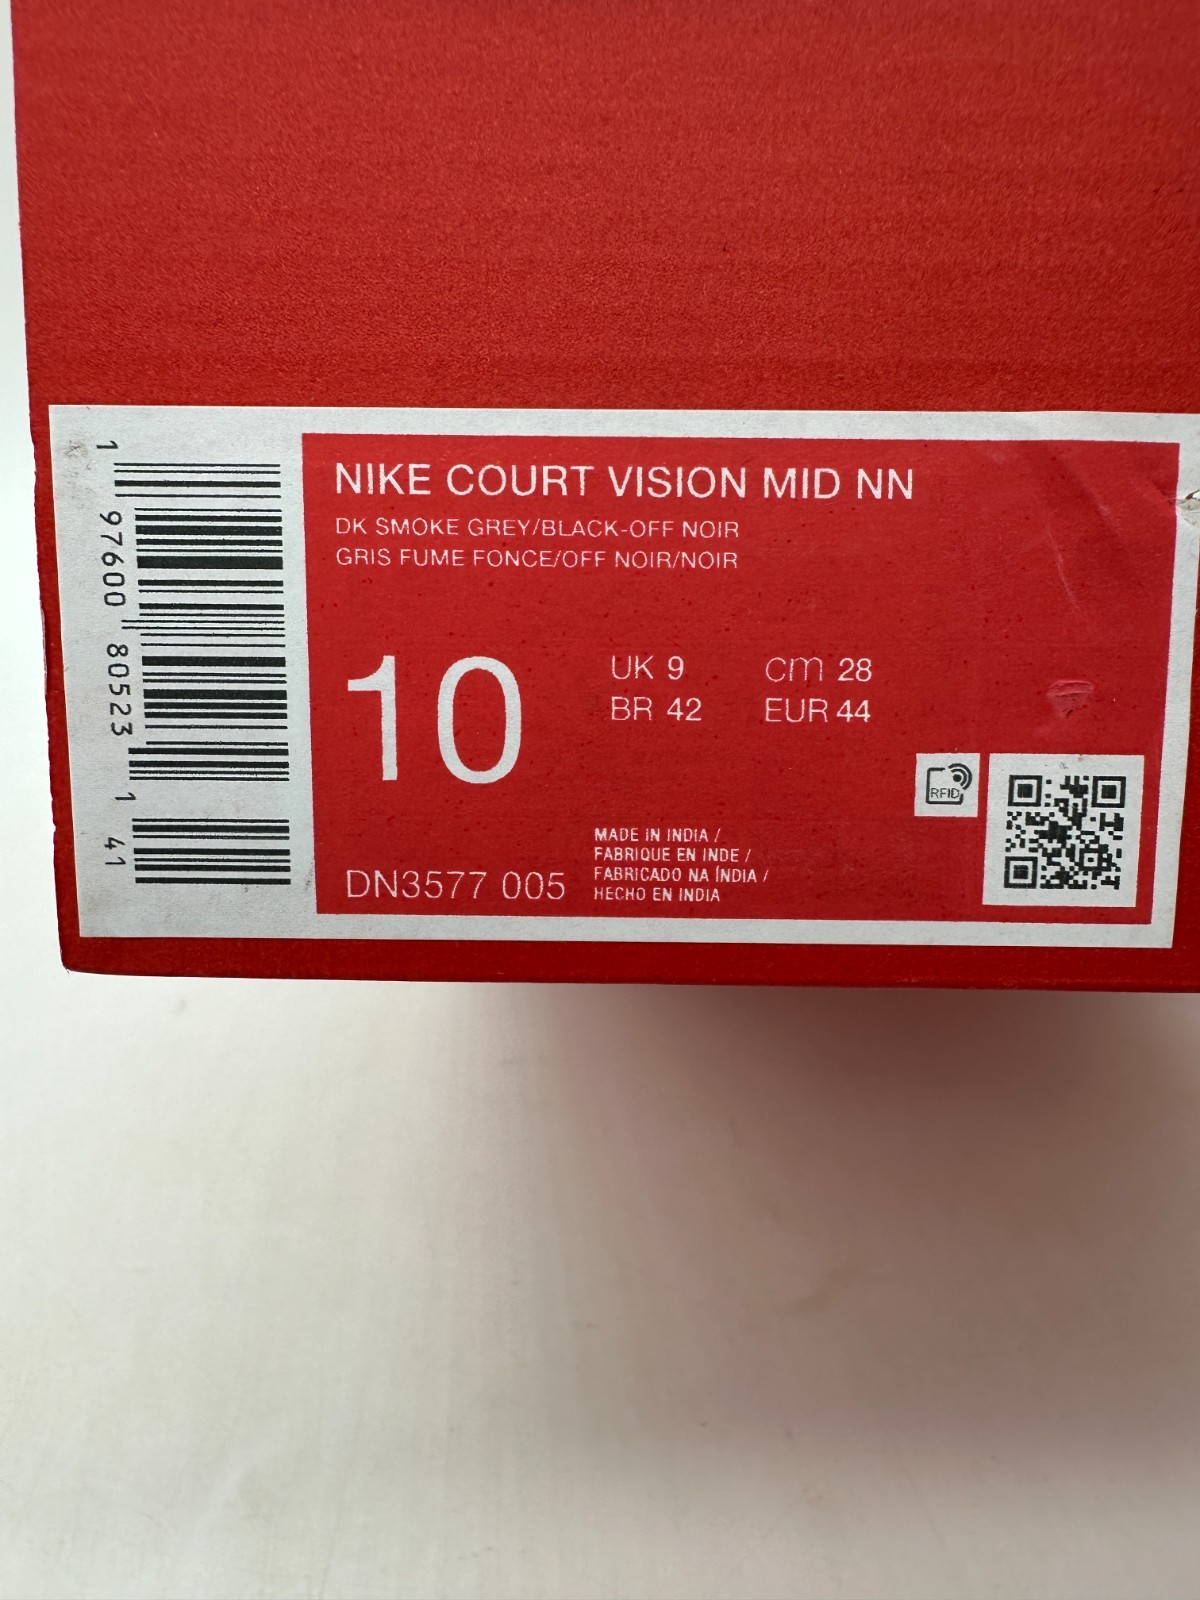 NIKE COURT VISION MID NN
DK SMOKE GREY/BLACK-OFF NOIR
GRIS FUME FONCE/OFF NOIR/NOIR
10
UK 9
cm 28
BR 42
EUR 44
RFID
DN3577 005
MADE IN INDIA /
FABRIQUE EN INDE /
FABRICADO NA ÍNDIA /
HECHO EN INDIA
1 97600 80523 1 41